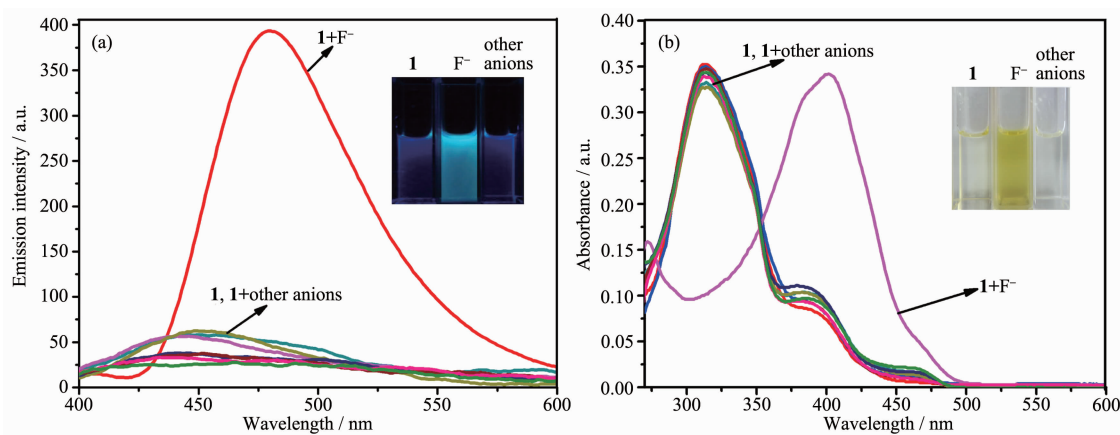 (a)
1+F⁻
1
F⁻
other
anions
1, 1+other anions
Emission intensity / a.u.
400
350
300
250
200
150
100
50
0
400
450
500
550
600
Wavelength / nm
(b)
1, 1+other anions
1
F⁻
other
anions
1+F⁻
Absorbance / a.u.
0.40
0.35
0.30
0.25
0.20
0.15
0.10
0.05
0.00
300
350
400
450
500
550
600
Wavelength / nm